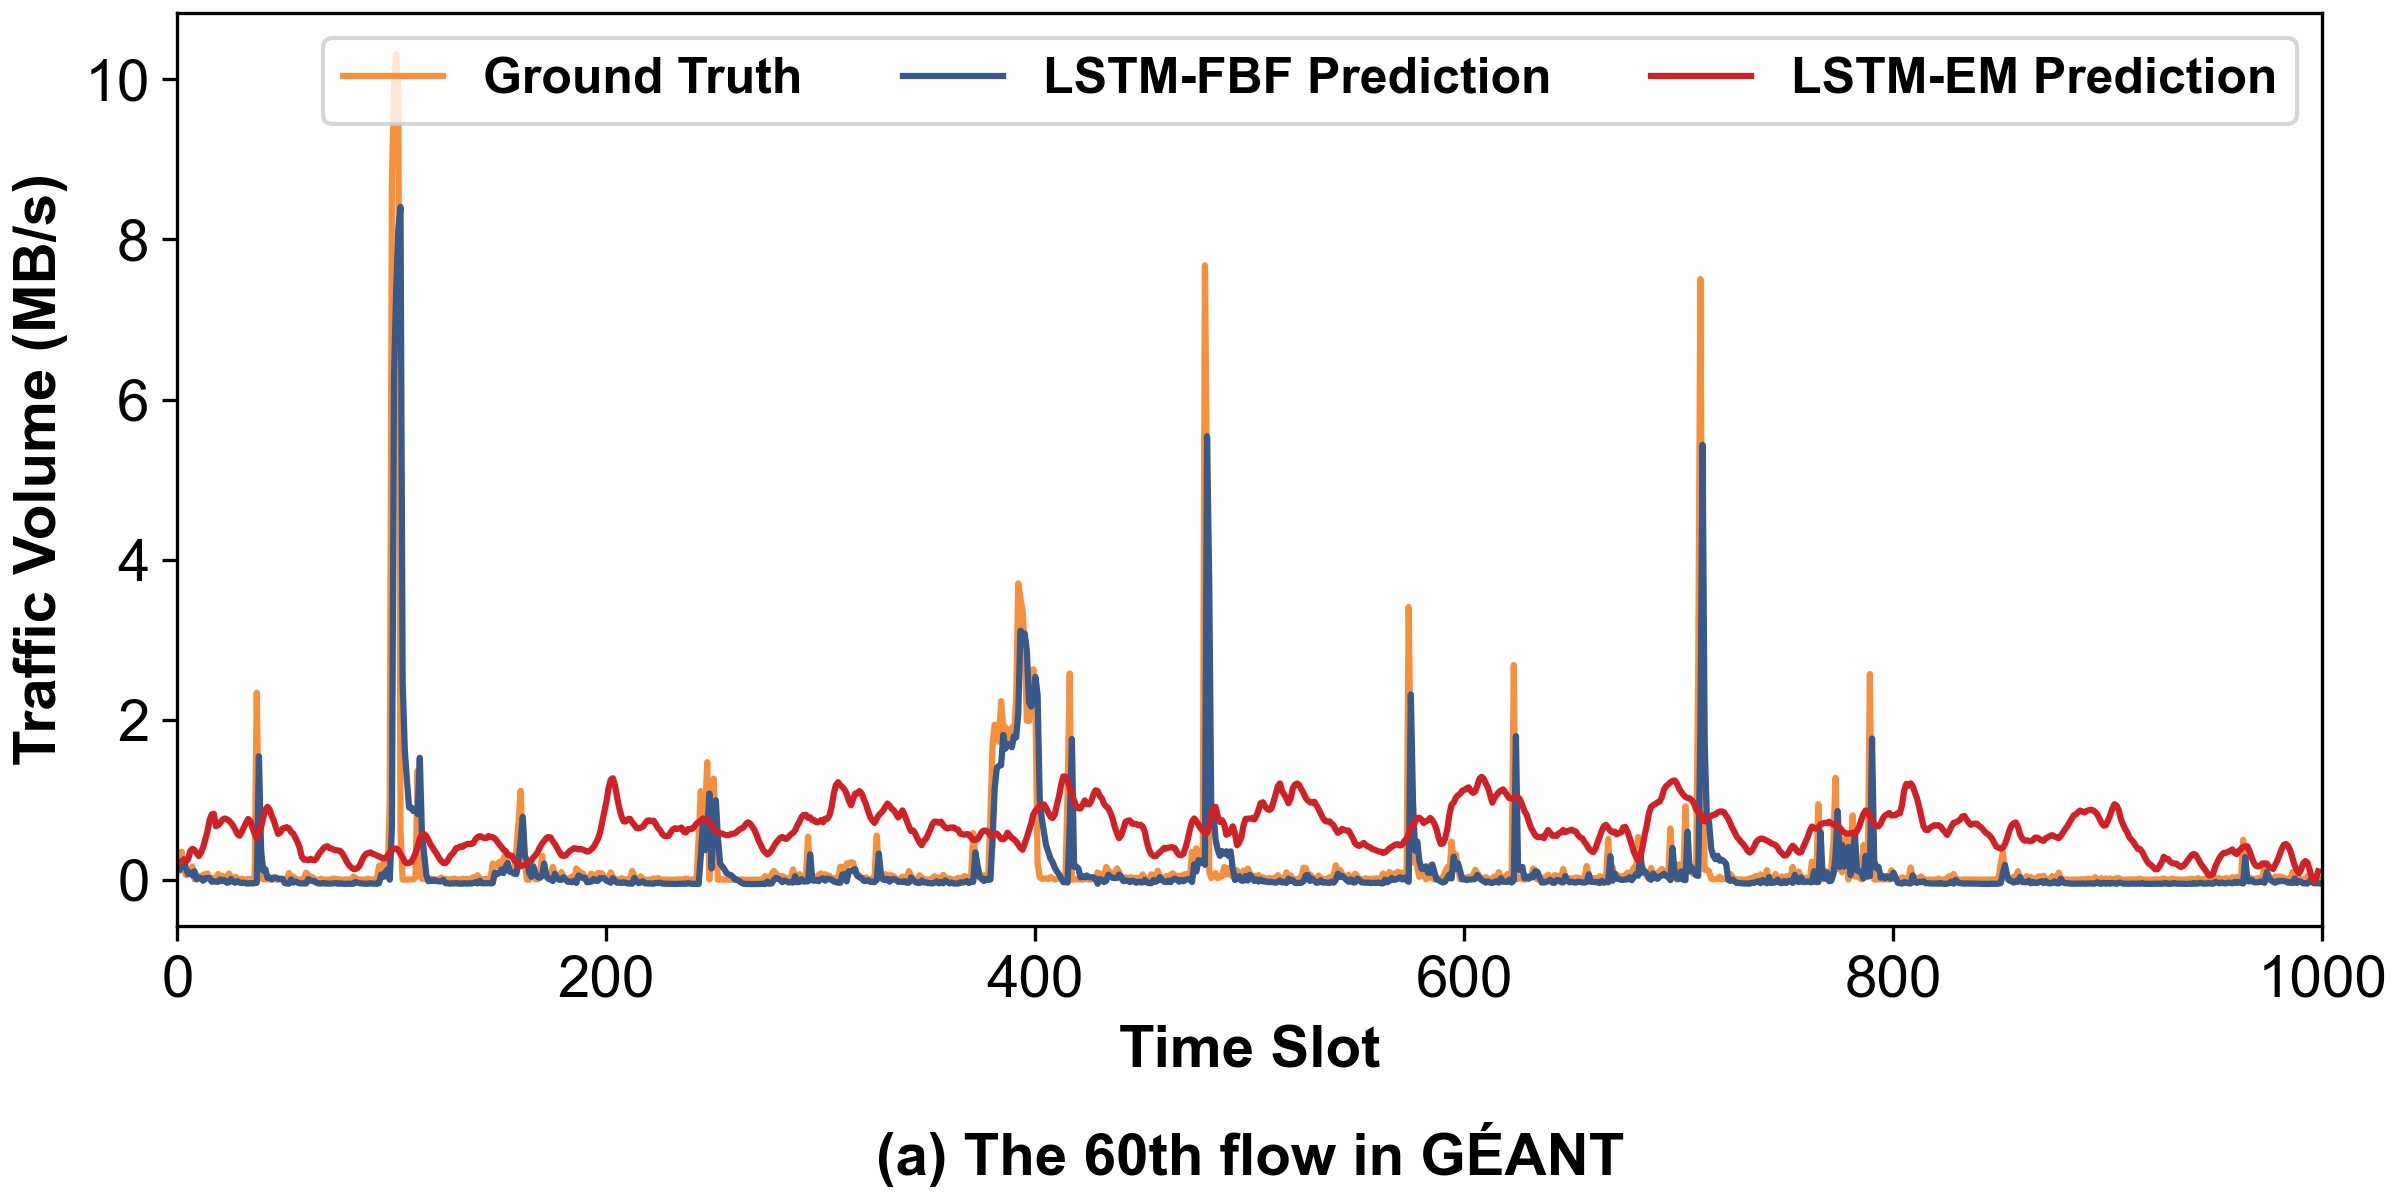 Ground Truth LSTM-FBF Prediction LSTM-EM Prediction
Traffic Volume (MB/s)
10
8
6
4
2
0
0 200 400 600 800 1000
Time Slot
(a) The 60th flow in GÉANT